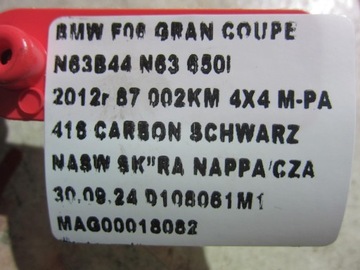 BMW F06 GRAN COUPE
N63B44 N63 650I
2012r 87 002KM 4X4 M-PA
416 CARBON SCHWARZ
NASW SK"RA NAPPA/CZA
30.09.24 0108061M1
MAG00018082